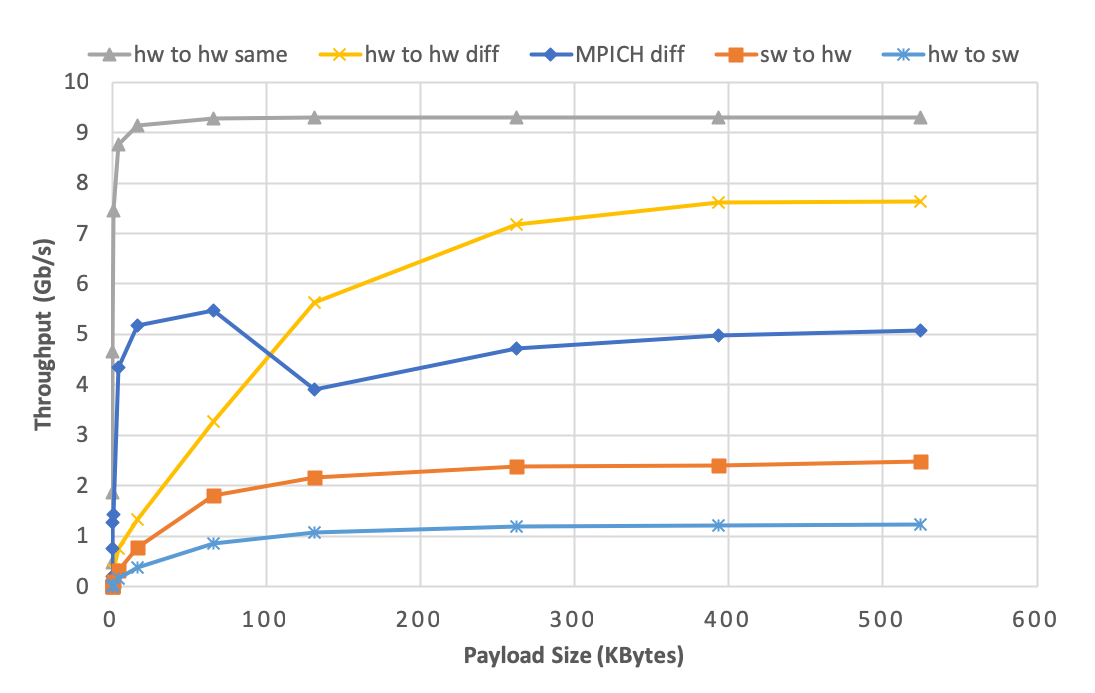 hw to hw same hw to hw diff MPICH diff sw to hw hw to sw
10
9
8
7
6
5
4
3
2
1
0
Throughput (Gb/s)
0 100 200 300 400 500 600
Payload Size (KBytes)